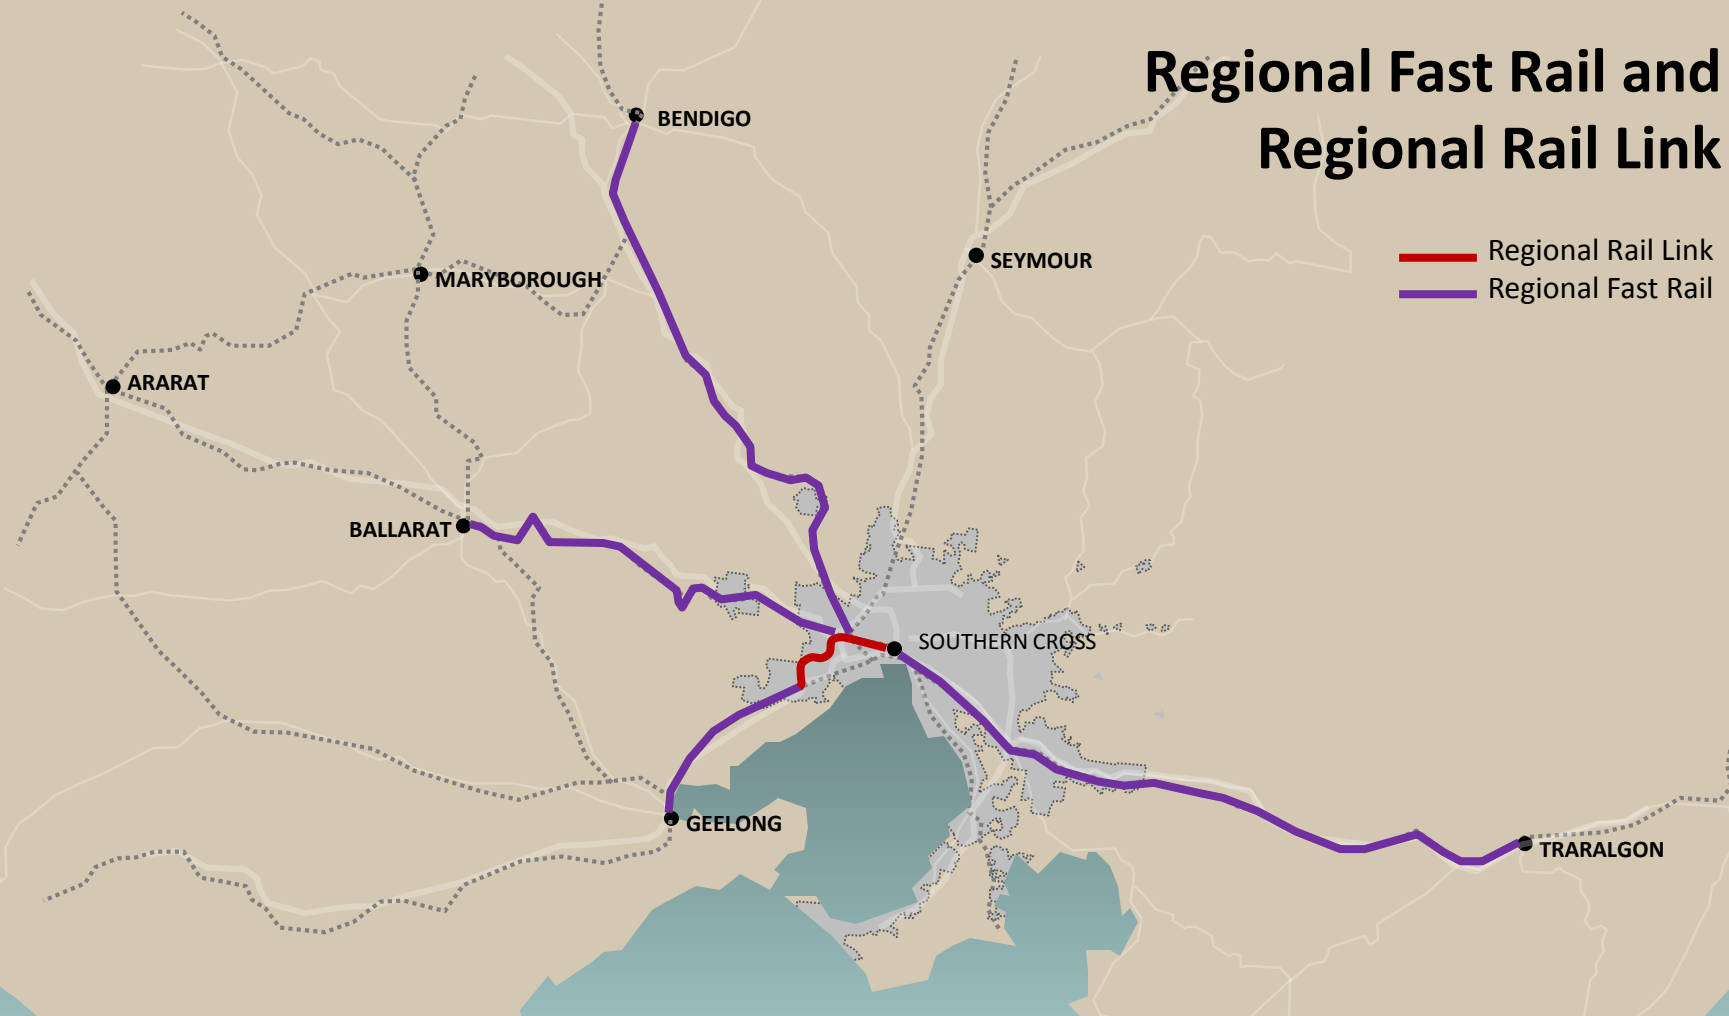 Regional Fast Rail and
Regional Rail Link
Regional Rail Link
Regional Fast Rail
BENDIGO
SEYMOUR
MARYBOROUGH
ARARAT
BALLARAT
SOUTHERN CROSS
GEELONG
TRARALGON